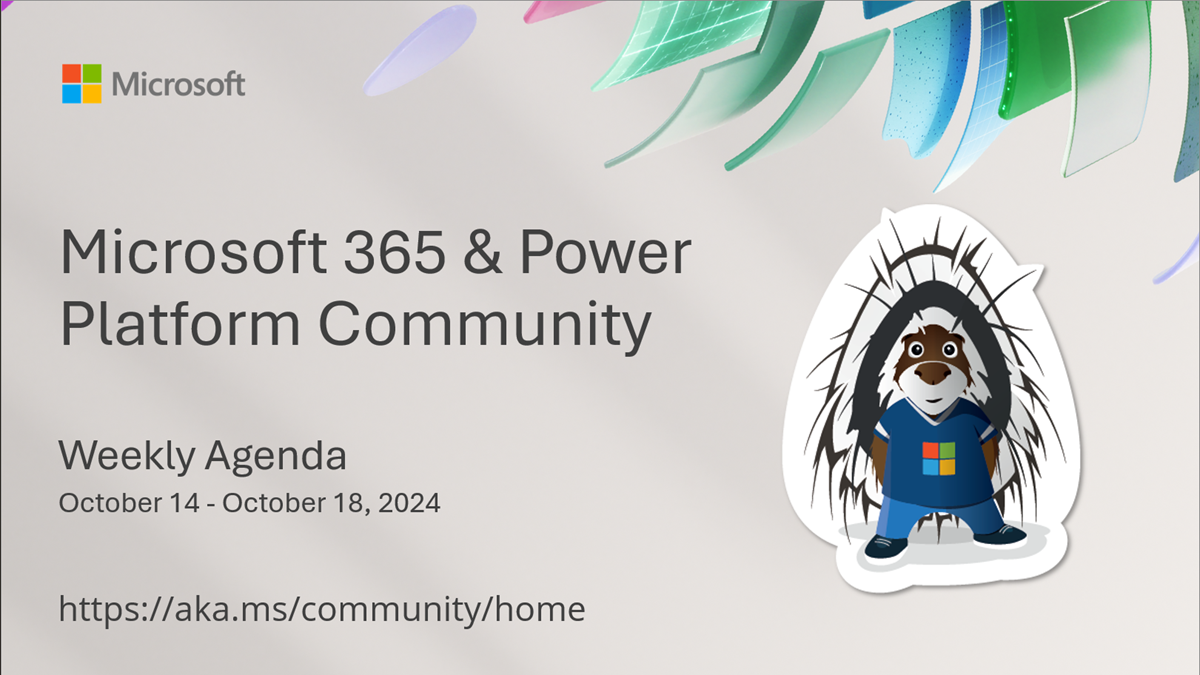 Microsoft
Microsoft 365 & Power
Platform Community
Weekly Agenda
October 14 - October 18, 2024
https://aka.ms/community/home